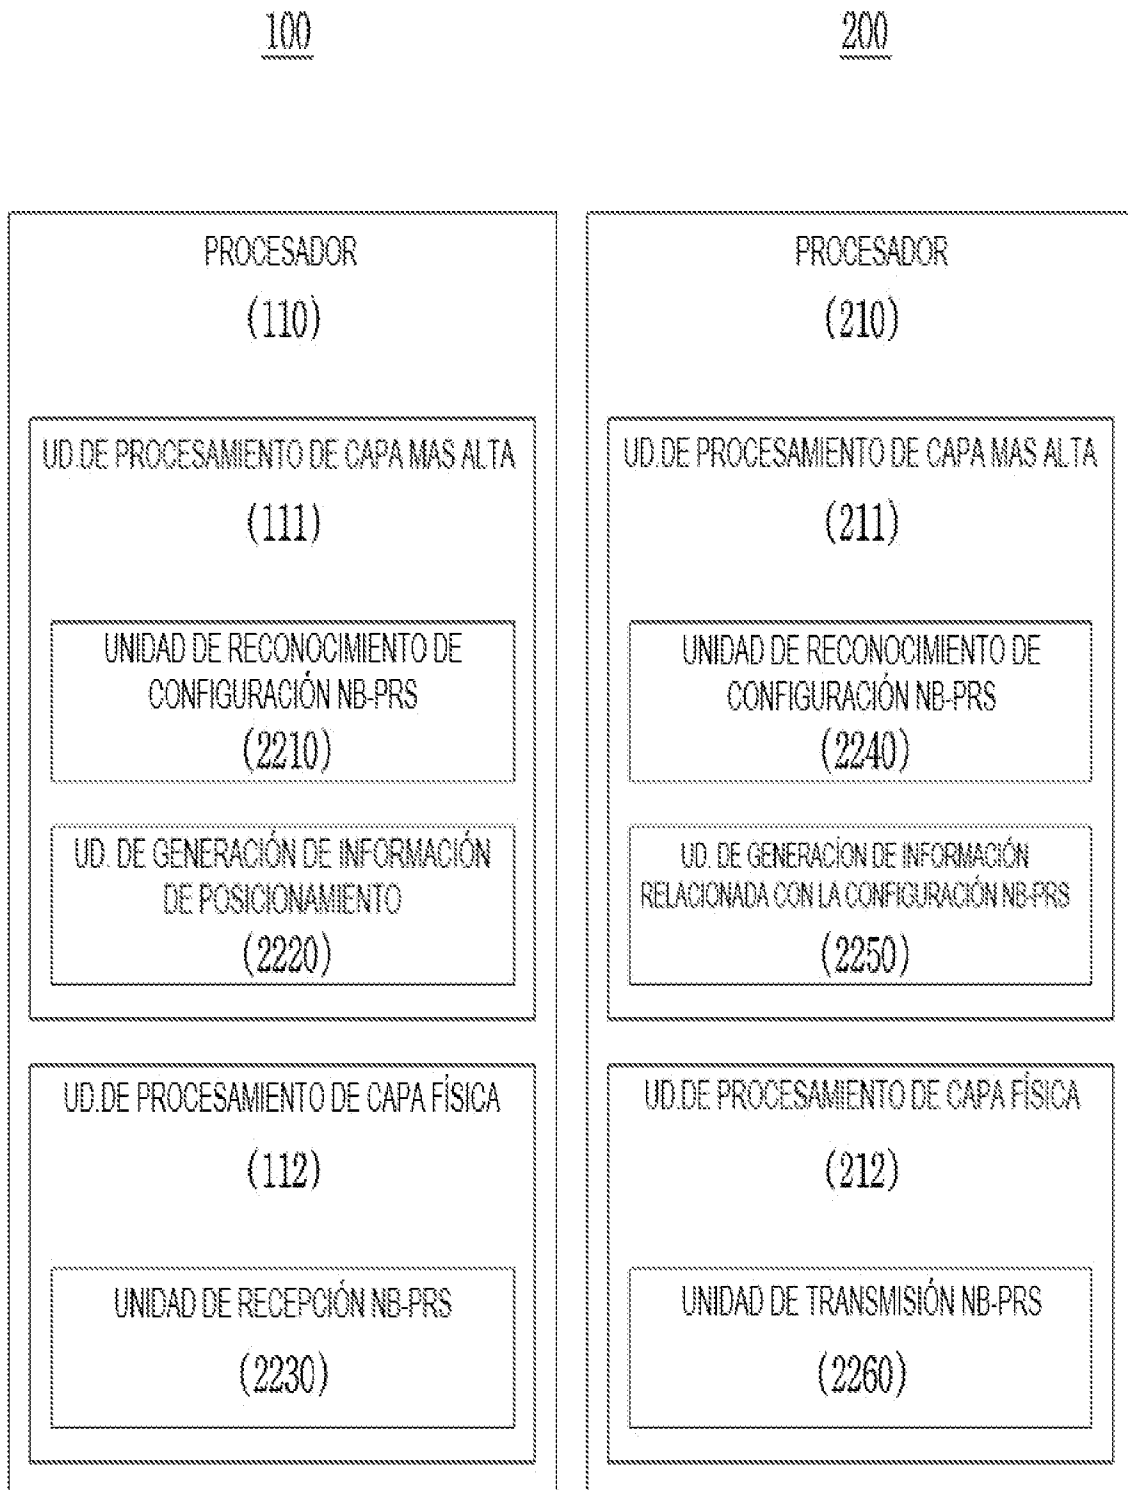 100
200
PROCESADOR
(110)
UD.DE PROCESAMIENTO DE CAPA MAS ALTA
(111)
UNIDAD DE RECONOCIMIENTO DE
CONFIGURACIÓN NB-PRS
(2210)
UD. DE GENERACIÓN DE INFORMACIÓN
DE POSICIONAMIENTO
(2220)
UD.DE PROCESAMIENTO DE CAPA FÍSICA
(112)
UNIDAD DE RECEPCIÓN NB-PRS
(2230)
PROCESADOR
(210)
UD.DE PROCESAMIENTO DE CAPA MAS ALTA
(211)
UNIDAD DE RECONOCIMIENTO DE
CONFIGURACIÓN NB-PRS
(2240)
UD. DE GENERACÍON DE INFORMACIÓN
RELACIONADA CON LA CONFIGURACIÓN NB-PRS
(2250)
UD.DE PROCESAMIENTO DE CAPA FÍSICA
(212)
UNIDAD DE TRANSMISIÓN NB-PRS
(2260)